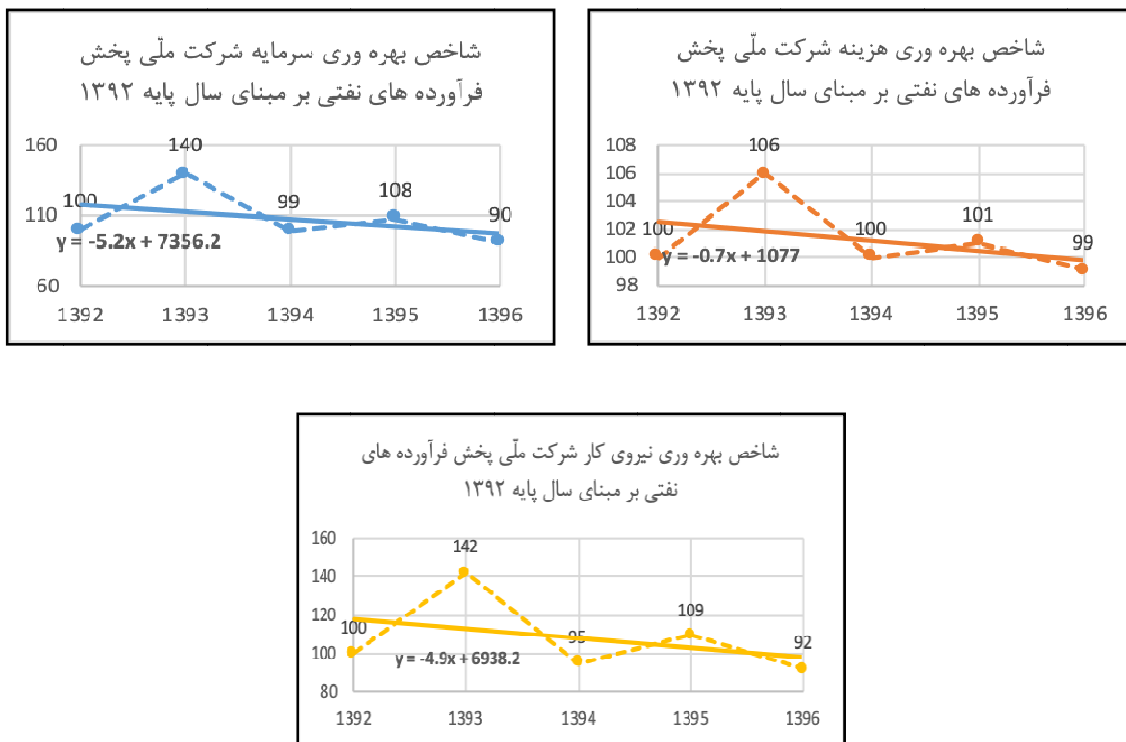 شاخص بهره وری سرمایه شرکت ملّی پخش
فرآورده های نفتی بر مبنای سال پایه ۱۳۹۲
160
110
60
100
140
99
108
90
y = -5.2x + 7356.2
1392 1393 1394 1395 1396
شاخص بهره وری هزینه شرکت ملّی پخش
فرآورده های نفتی بر مبنای سال پایه ۱۳۹۲
108
106
104
102
100
98
100
106
100
101
99
y = -0.7x + 1077
1392 1393 1394 1395 1396
شاخص بهره وری نیروی کار شرکت ملّی پخش فرآورده های
نفتی بر مبنای سال پایه ۱۳۹۲
160
140
120
100
80
100
142
95
109
92
y = -4.9x + 6938.2
1392 1393 1394 1395 1396